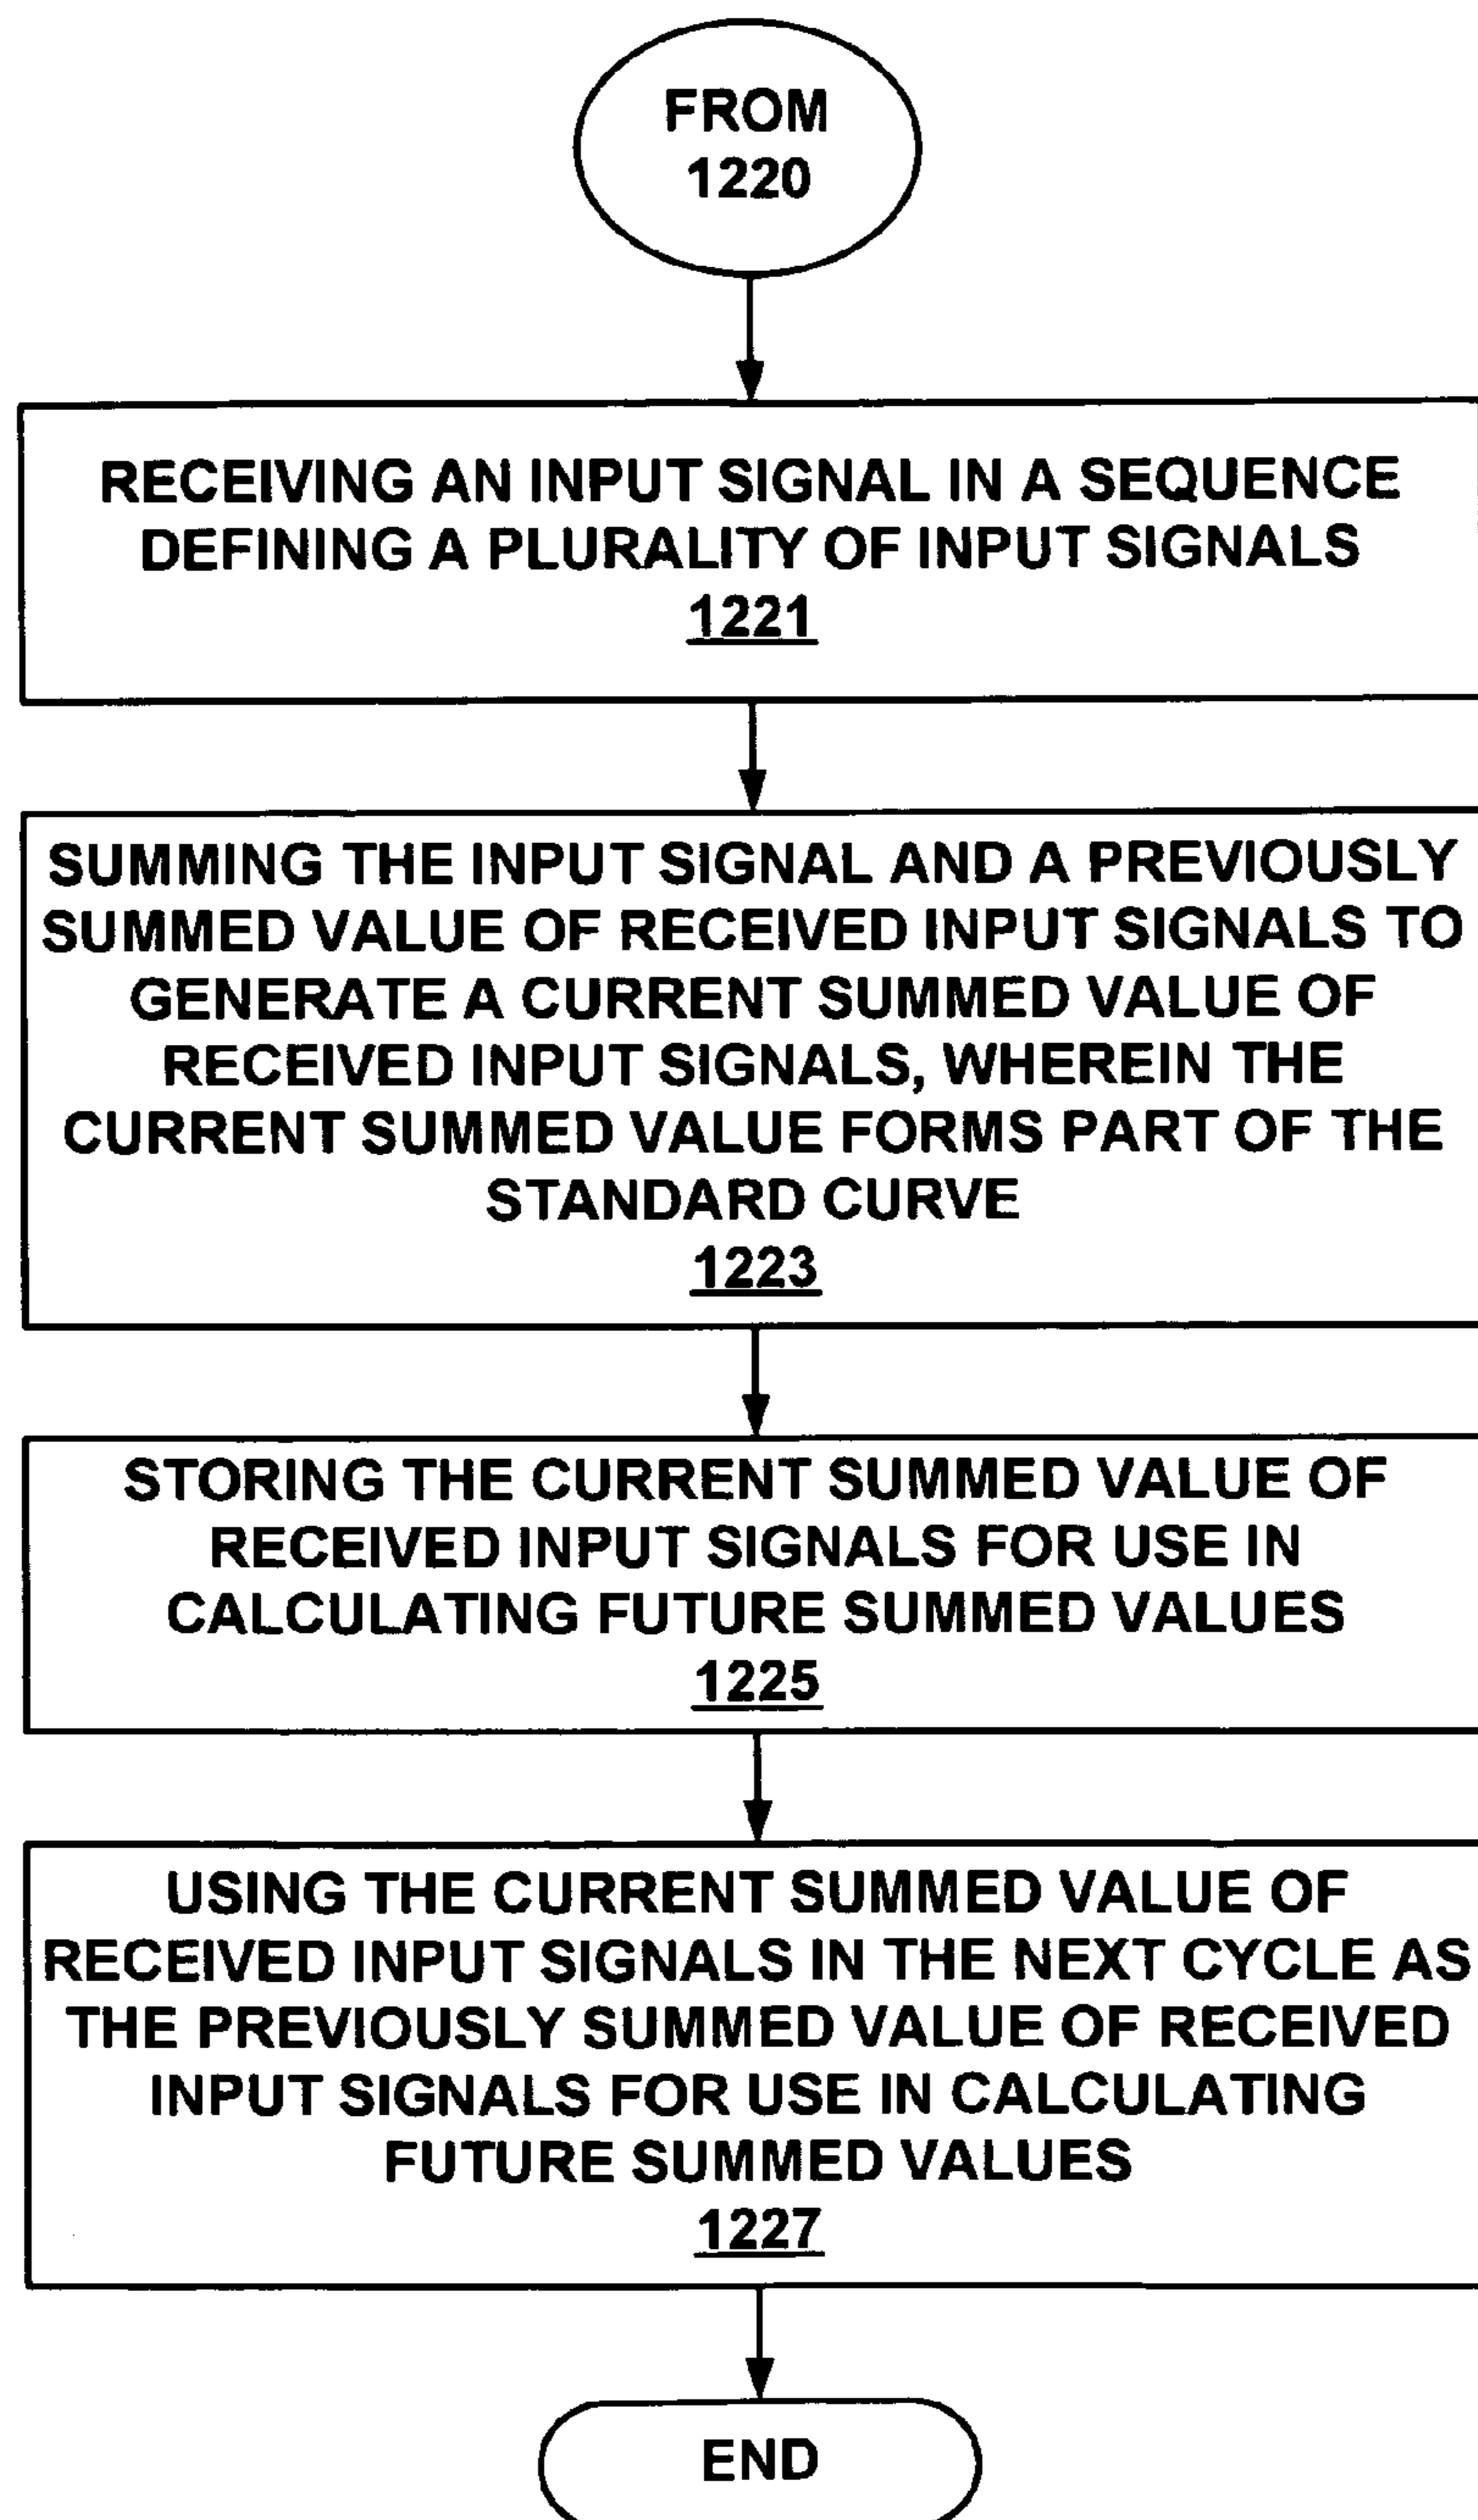 FROM
1220
RECEIVING AN INPUT SIGNAL IN A SEQUENCE
DEFINING A PLURALITY OF INPUT SIGNALS
1221
SUMMING THE INPUT SIGNAL AND A PREVIOUSLY
SUMMED VALUE OF RECEIVED INPUT SIGNALS TO
GENERATE A CURRENT SUMMED VALUE OF
RECEIVED INPUT SIGNALS, WHEREIN THE
CURRENT SUMMED VALUE FORMS PART OF THE
STANDARD CURVE
1223
STORING THE CURRENT SUMMED VALUE OF
RECEIVED INPUT SIGNALS FOR USE IN
CALCULATING FUTURE SUMMED VALUES
1225
USING THE CURRENT SUMMED VALUE OF
RECEIVED INPUT SIGNALS IN THE NEXT CYCLE AS
THE PREVIOUSLY SUMMED VALUE OF RECEIVED
INPUT SIGNALS FOR USE IN CALCULATING
FUTURE SUMMED VALUES
1227
END